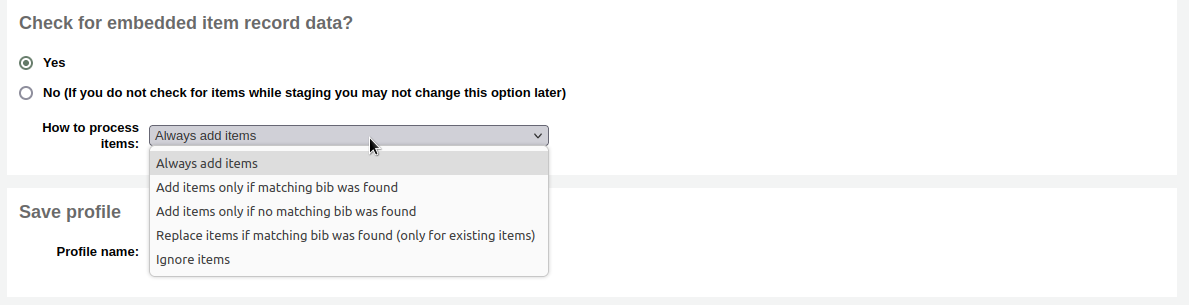 Check for embedded item record data?
Yes
No (If you do not check for items while staging you may not change this option later)
How to process
items:
Always add items
Always add items
Add items only if matching bib was found
Add items only if no matching bib was found
Replace items if matching bib was found (only for existing items)
Ignore items
Save profile
Profile name: